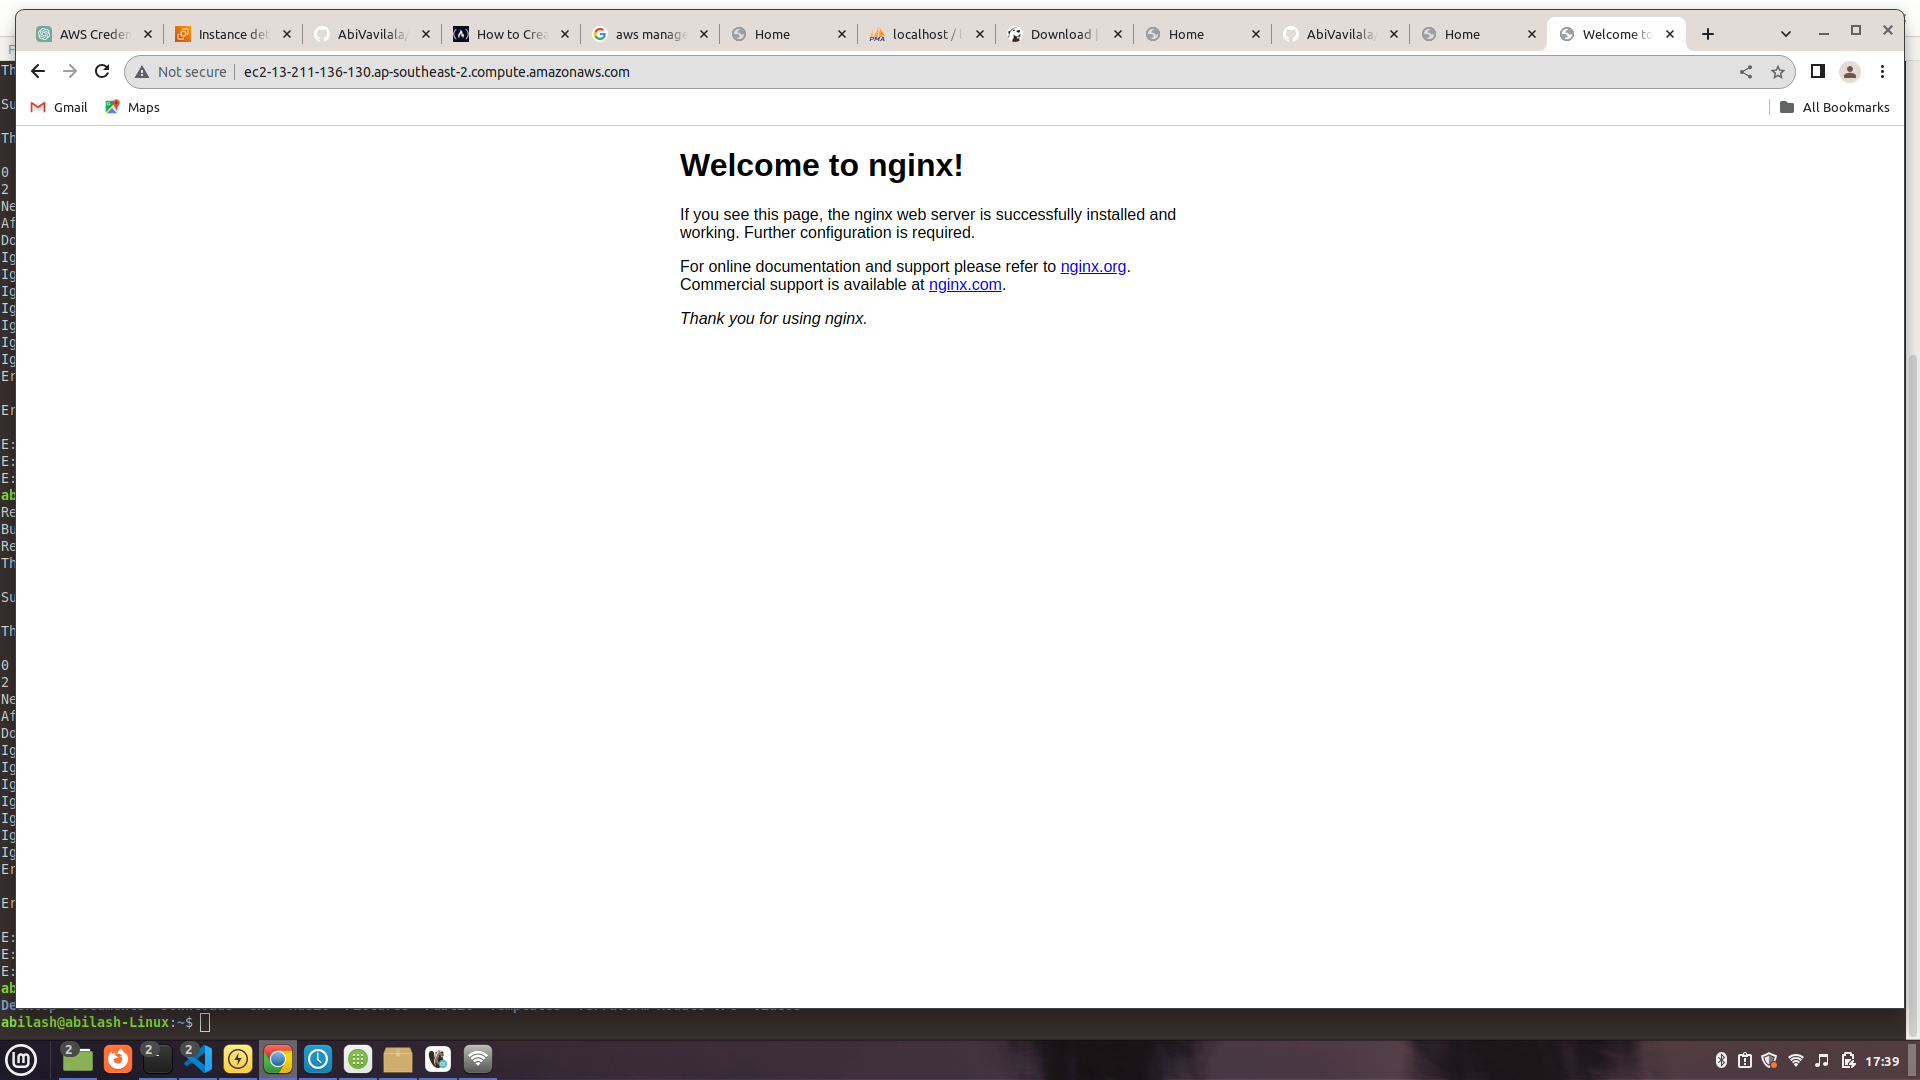 AWS Creden
Instance det
AbiVavilala/
How to Crea
aws manage
Home
localhost / l
Download |
Home
AbiVavilala/
Home
Welcome to
Not secure
ec2-13-211-136-130.ap-southeast-2.compute.amazonaws.com
Gmail
Maps
All Bookmarks
Welcome to nginx!
If you see this page, the nginx web server is successfully installed and
working. Further configuration is required.
For online documentation and support please refer to nginx.org.
Commercial support is available at nginx.com.
Thank you for using nginx.
Th
Su
Th
0
2
Ne
Af
Do
Ig
Ig
Ig
Ig
Ig
Ig
Ig
Er
Er
E:
E:
E:
ab
Re
Bu
Re
Th
Su
Th
0
2
Ne
Af
Do
Ig
Ig
Ig
Ig
Ig
Ig
Ig
Er
Er
E:
E:
E:
ab
De
abilash@abilash-Linux:~$
2
2
2
17:39